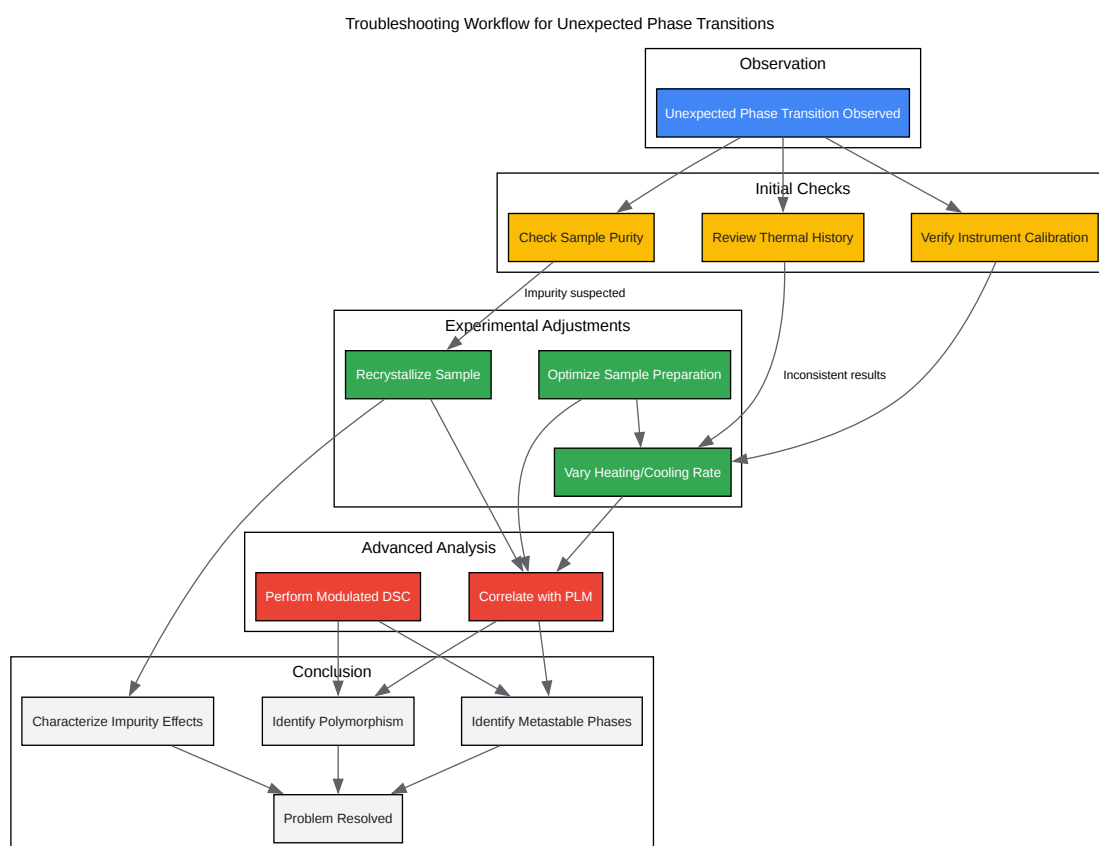 Troubleshooting Workflow for Unexpected Phase Transitions
Observation
Unexpected Phase Transition Observed
Initial Checks
Check Sample Purity
Review Thermal History
Verify Instrument Calibration
Impurity suspected
Experimental Adjustments
Recrystallize Sample
Optimize Sample Preparation
Inconsistent results
Vary Heating/Cooling Rate
Advanced Analysis
Perform Modulated DSC
Correlate with PLM
Conclusion
Characterize Impurity Effects
Identify Polymorphism
Identify Metastable Phases
Problem Resolved